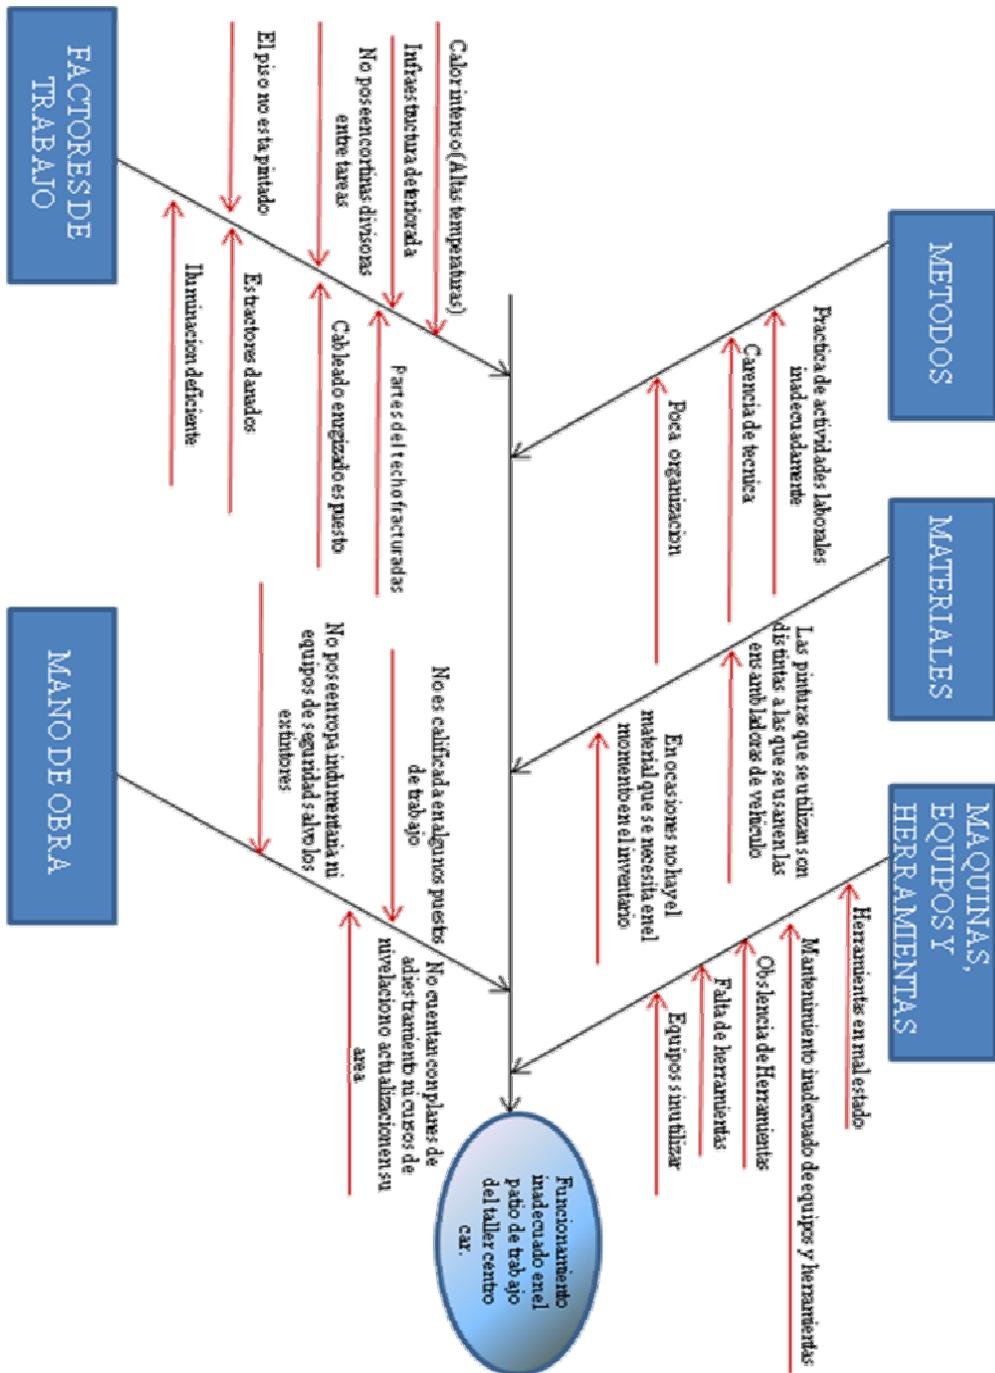 METODOS
MATERIALES
MAQUINAS,
EQUIPOS Y
HERRAMIENTAS
Practica de actividades laborales
inadecuadamente
Carencia de tecnica
Poca organizacion
Las pinturas que se utilizan son
distintas a las que se usan en las
ensambladoras de vehiculo
En ocasiones no hay el
material que se necesita en el
momento en el inventario
Herramientas en mal estado
Mantenimiento inadecuado de equipos y herramientas
Obslencia de Herramientas
Falta de herramientas
Equipos sin utilizar
Funcionamiento
inadecuado en el
patio de trabajo
del taller centro
car.
Calor intenso (Altas temperaturas)
Infraestructura deteriorada
No poseen cortinas divisoras
entre tareas
El piso no esta pintado
Partes del techo fracturadas
Cableado enrgizado espuesto
Estractores danados
Iluminacion deficiente
No es calificada en algunos puestos
de trabajo
No poseen ropa indumentaria ni
equipos de seguridad salvo los
extintores
No cuentan con planes de
adiestramiento ni cursos de
nivelacion o actualizacion en su
area
FACTORES DE
TRABAJO
MANO DE OBRA